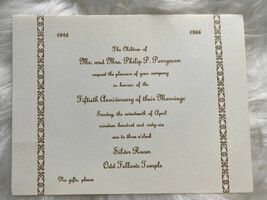 1916 1966
The Children of
Mr. and Mrs. Philip P. Perryman
request the pleasure of your company
in honor of the
Fiftieth Anniversary of their Marriage
Sunday, the seventeenth of April
nineteen hundred and sixty-six
one to three o'clock
Silver Room
Odd Fellows Temple
No gifts, please